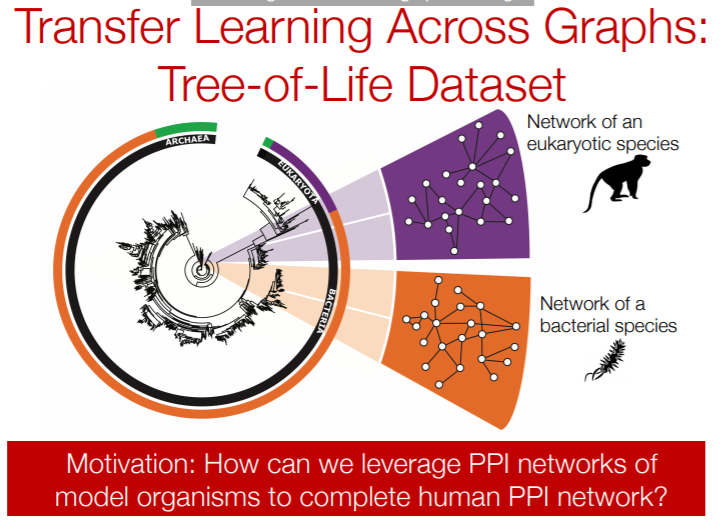 Transfer Learning Across Graphs:
Tree-of-Life Dataset
ARCHAEA
EUKARYOTA
BACTERIA
Network of an
eukaryotic species
Network of a
bacterial species
Motivation: How can we leverage PPI networks of
model organisms to complete human PPI network?